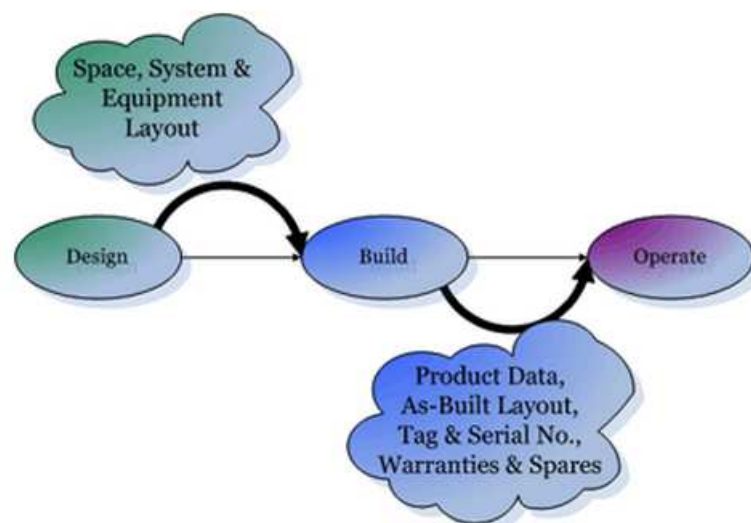 Space, System &
Equipment
Layout
Design
Build
Operate
Product Data,
As-Built Layout,
Tag & Serial No.,
Warranties & Spares